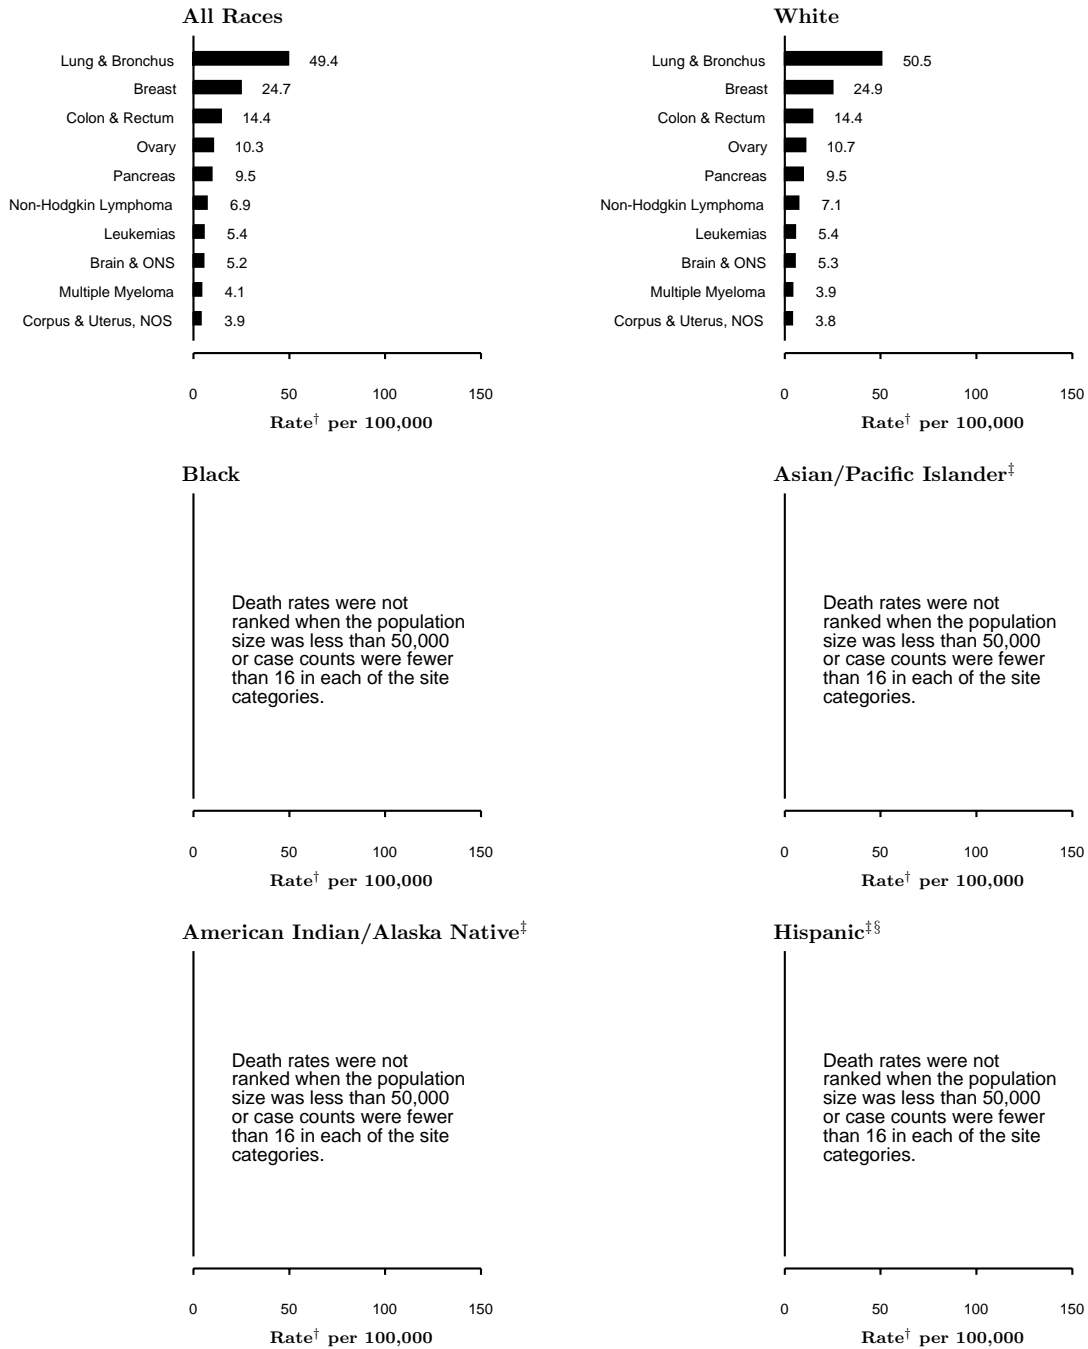 All Races
Lung & Bronchus 49.4
Breast 24.7
Colon & Rectum 14.4
Ovary 10.3
Pancreas 9.5
Non-Hodgkin Lymphoma 6.9
Leukemias 5.4
Brain & ONS 5.2
Multiple Myeloma 4.1
Corpus & Uterus, NOS 3.9
0 50 100 150
Rate† per 100,000
White
Lung & Bronchus 50.5
Breast 24.9
Colon & Rectum 14.4
Ovary 10.7
Pancreas 9.5
Non-Hodgkin Lymphoma 7.1
Leukemias 5.4
Brain & ONS 5.3
Multiple Myeloma 3.9
Corpus & Uterus, NOS 3.8
0 50 100 150
Rate† per 100,000
Black
Death rates were not
ranked when the population
size was less than 50,000
or case counts were fewer
than 16 in each of the site
categories.
0 50 100 150
Rate† per 100,000
Asian/Pacific Islander‡
Death rates were not
ranked when the population
size was less than 50,000
or case counts were fewer
than 16 in each of the site
categories.
0 50 100 150
Rate† per 100,000
American Indian/Alaska Native‡
Death rates were not
ranked when the population
size was less than 50,000
or case counts were fewer
than 16 in each of the site
categories.
0 50 100 150
Rate† per 100,000
Hispanic‡§
Death rates were not
ranked when the population
size was less than 50,000
or case counts were fewer
than 16 in each of the site
categories.
0 50 100 150
Rate† per 100,000